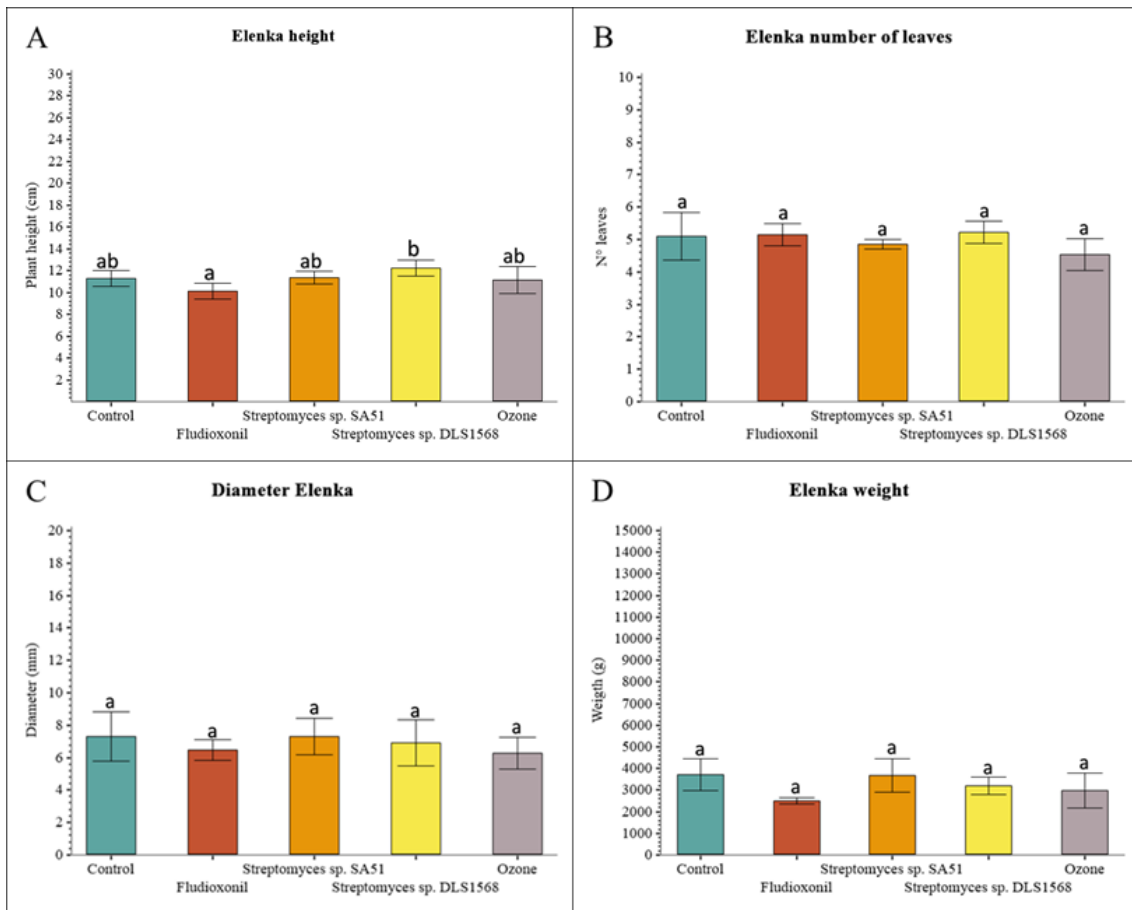 A
Elenka height
Plant height (cm)
30
28
26
24
22
20
18
16
14
12
10
8
6
4
2
ab
a
ab
b
ab
Control
Streptomyces sp. SA51
Ozone
Fludioxonil
Streptomyces sp. DLS1568
B
Elenka number of leaves
N° leaves
10
9
8
7
6
5
4
3
2
1
0
a
a
a
a
a
Control
Streptomyces sp. SA51
Ozone
Fludioxonil
Streptomyces sp. DLS1568
C
Diameter Elenka
Diameter (mm)
20
18
16
14
12
10
8
6
4
2
0
a
a
a
a
a
Control
Streptomyces sp. SA51
Ozone
Fludioxonil
Streptomyces sp. DLS1568
D
Elenka weight
Weigth (g)
15000
14000
13000
12000
11000
10000
9000
8000
7000
6000
5000
4000
3000
2000
1000
0
a
a
a
a
a
Control
Streptomyces sp. SA51
Ozone
Fludioxonil
Streptomyces sp. DLS1568